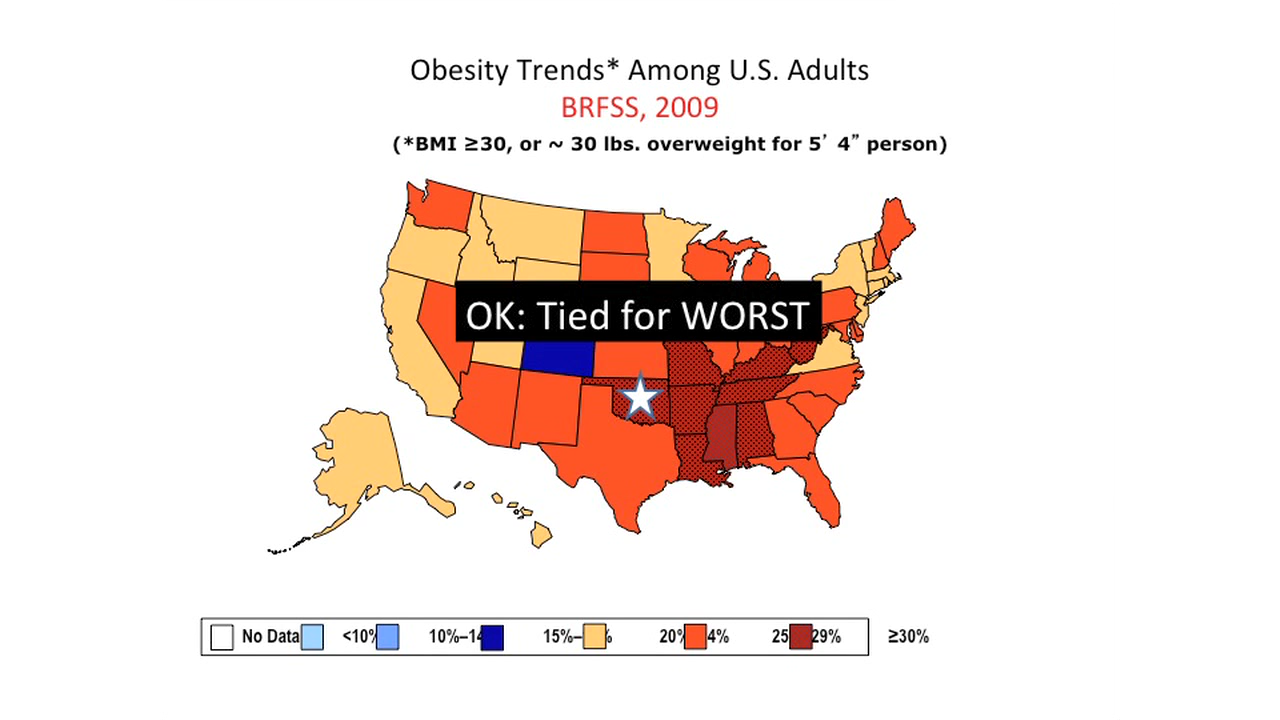 Obesity Trends* Among U.S. Adults
BRFSS, 2009
(*BMI ≥30, or ~ 30 lbs. overweight for 5’ 4” person)
OK: Tied for WORST
No Data <10% 10%–14 15%– % 20% 4% 25 29% ≥30%